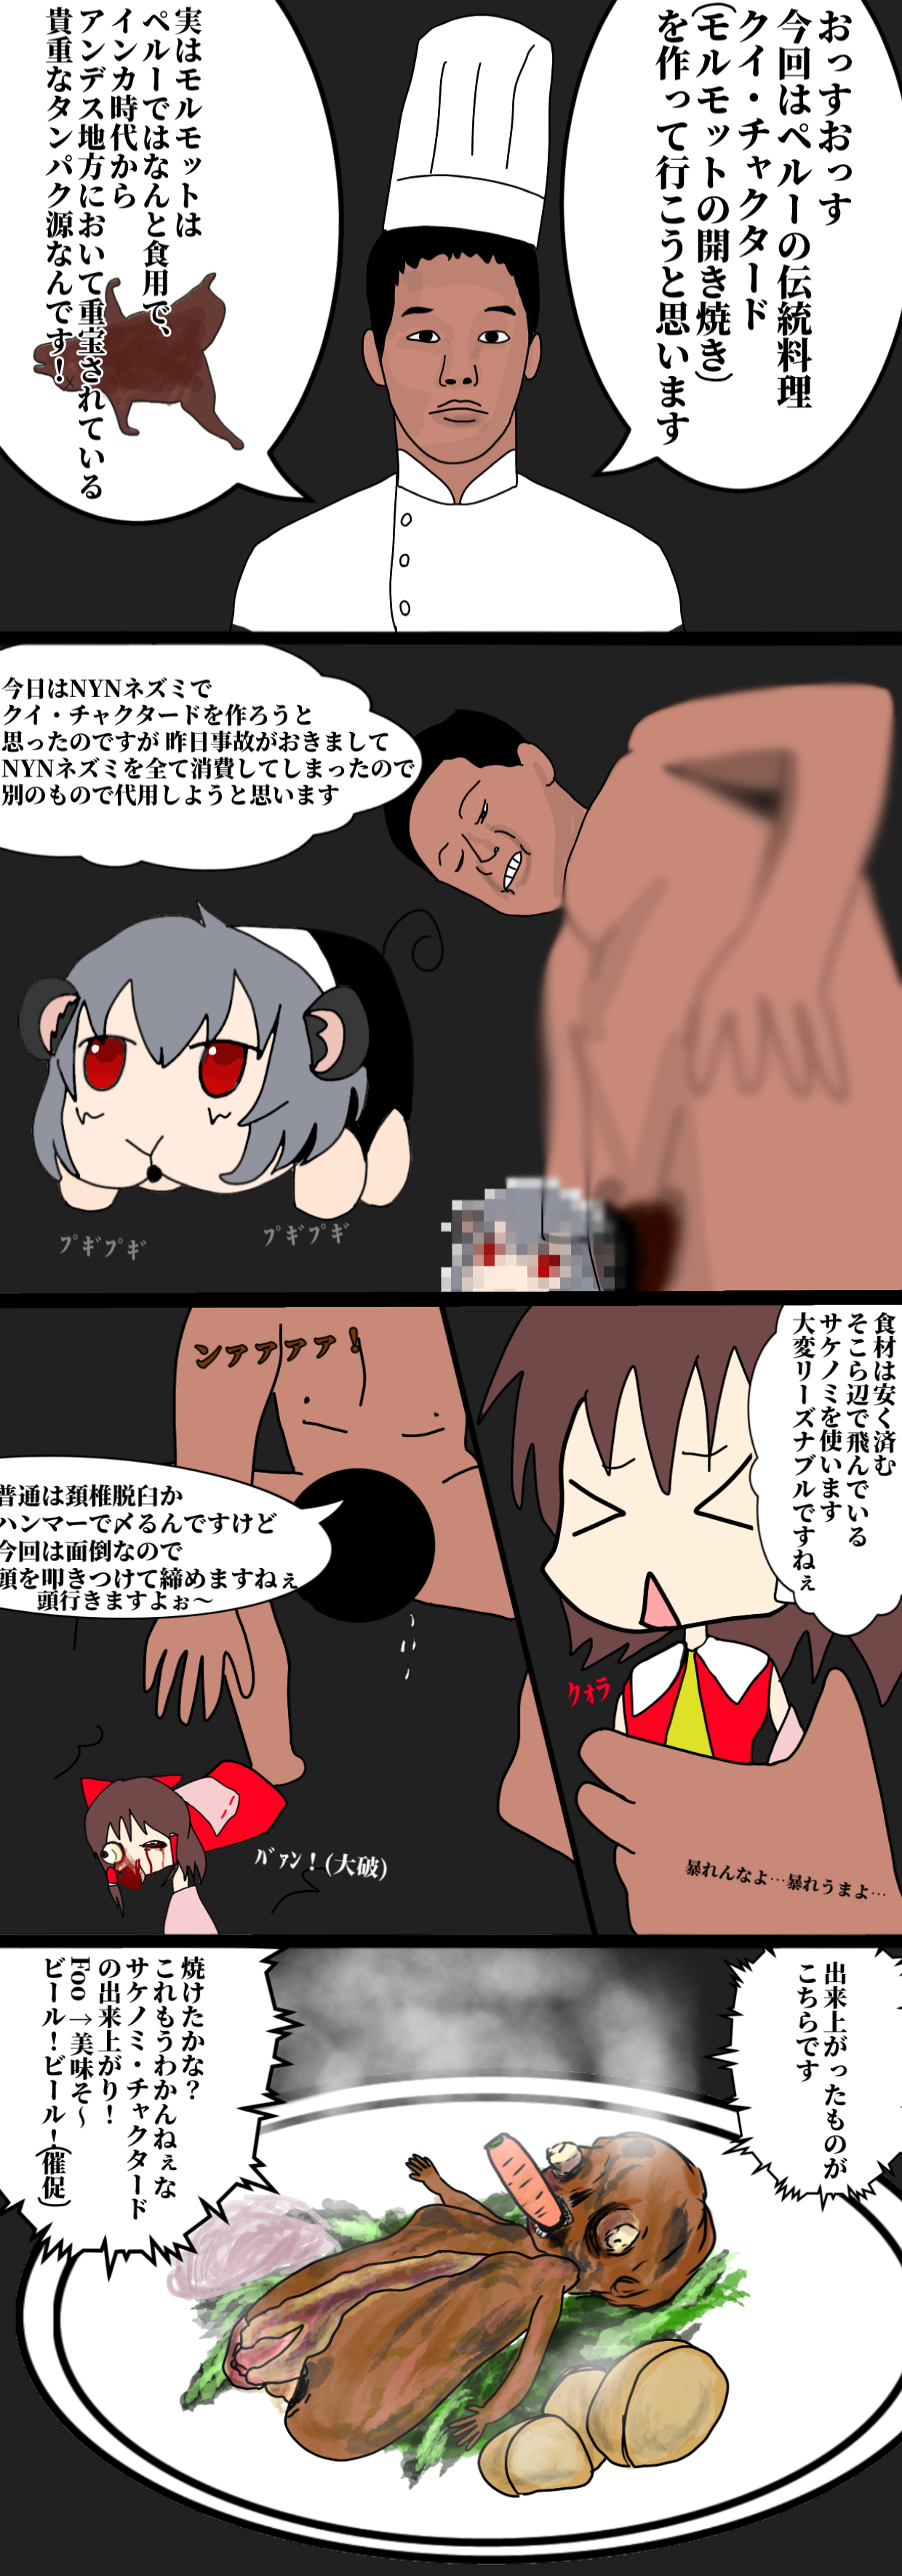 おっすおっす
今回はペルーの伝統料理
クイ・チャクタード
(モルモットの開き焼き)
を作って行こうと思います
実はモルモットは
ペルーではなんと食用で、
インカ時代から
アンデス地方において重宝されている
貴重なタンパク源なんです！
今日はNYNネズミで
クイ・チャクタードを作ろうと
思ったのですが 昨日事故がおきまして
NYNネズミを全て消費してしまったので
別のもので代用しようと思います
ﾌﾟｷﾞﾌﾟｷﾞ
ﾌﾟｷﾞﾌﾟｷﾞ
食材は安く済む
そこら辺で飛んでいる
サケノミを使います
大変リーズナブルですねぇ
ｸｫﾗ
暴れんなよ…暴れうまよ…
ンァァァァ！
普通は頚椎脱臼か
ハンマーで〆るんですけど
今回は面倒なので
頭を叩きつけて締めますねぇ
頭行きますよぉ～
ﾊﾞｧﾝ！(大破)
出来上がったものが
こちらです
焼けたかな？
これもうわかんねぇな
サケノミ・チャクタード
の出来上がり！
Foo→美味そ～
ビール！ビール！(催促)